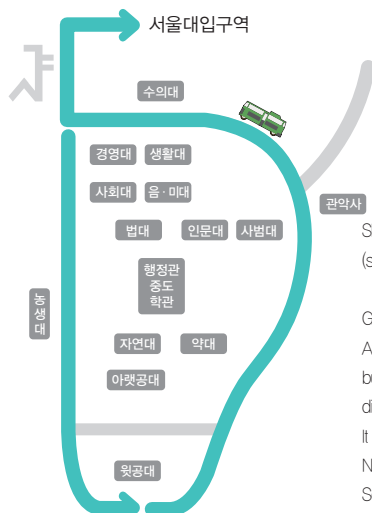 서울대입구역
수의대
경영대 생활대
사회대 음·미대
관악사
법대 인문대 사범대
행정관
중도
학관
농생대
자연대 약대
아랫공대
윗공대
S
(s
G
A
bu
di
It
N
S